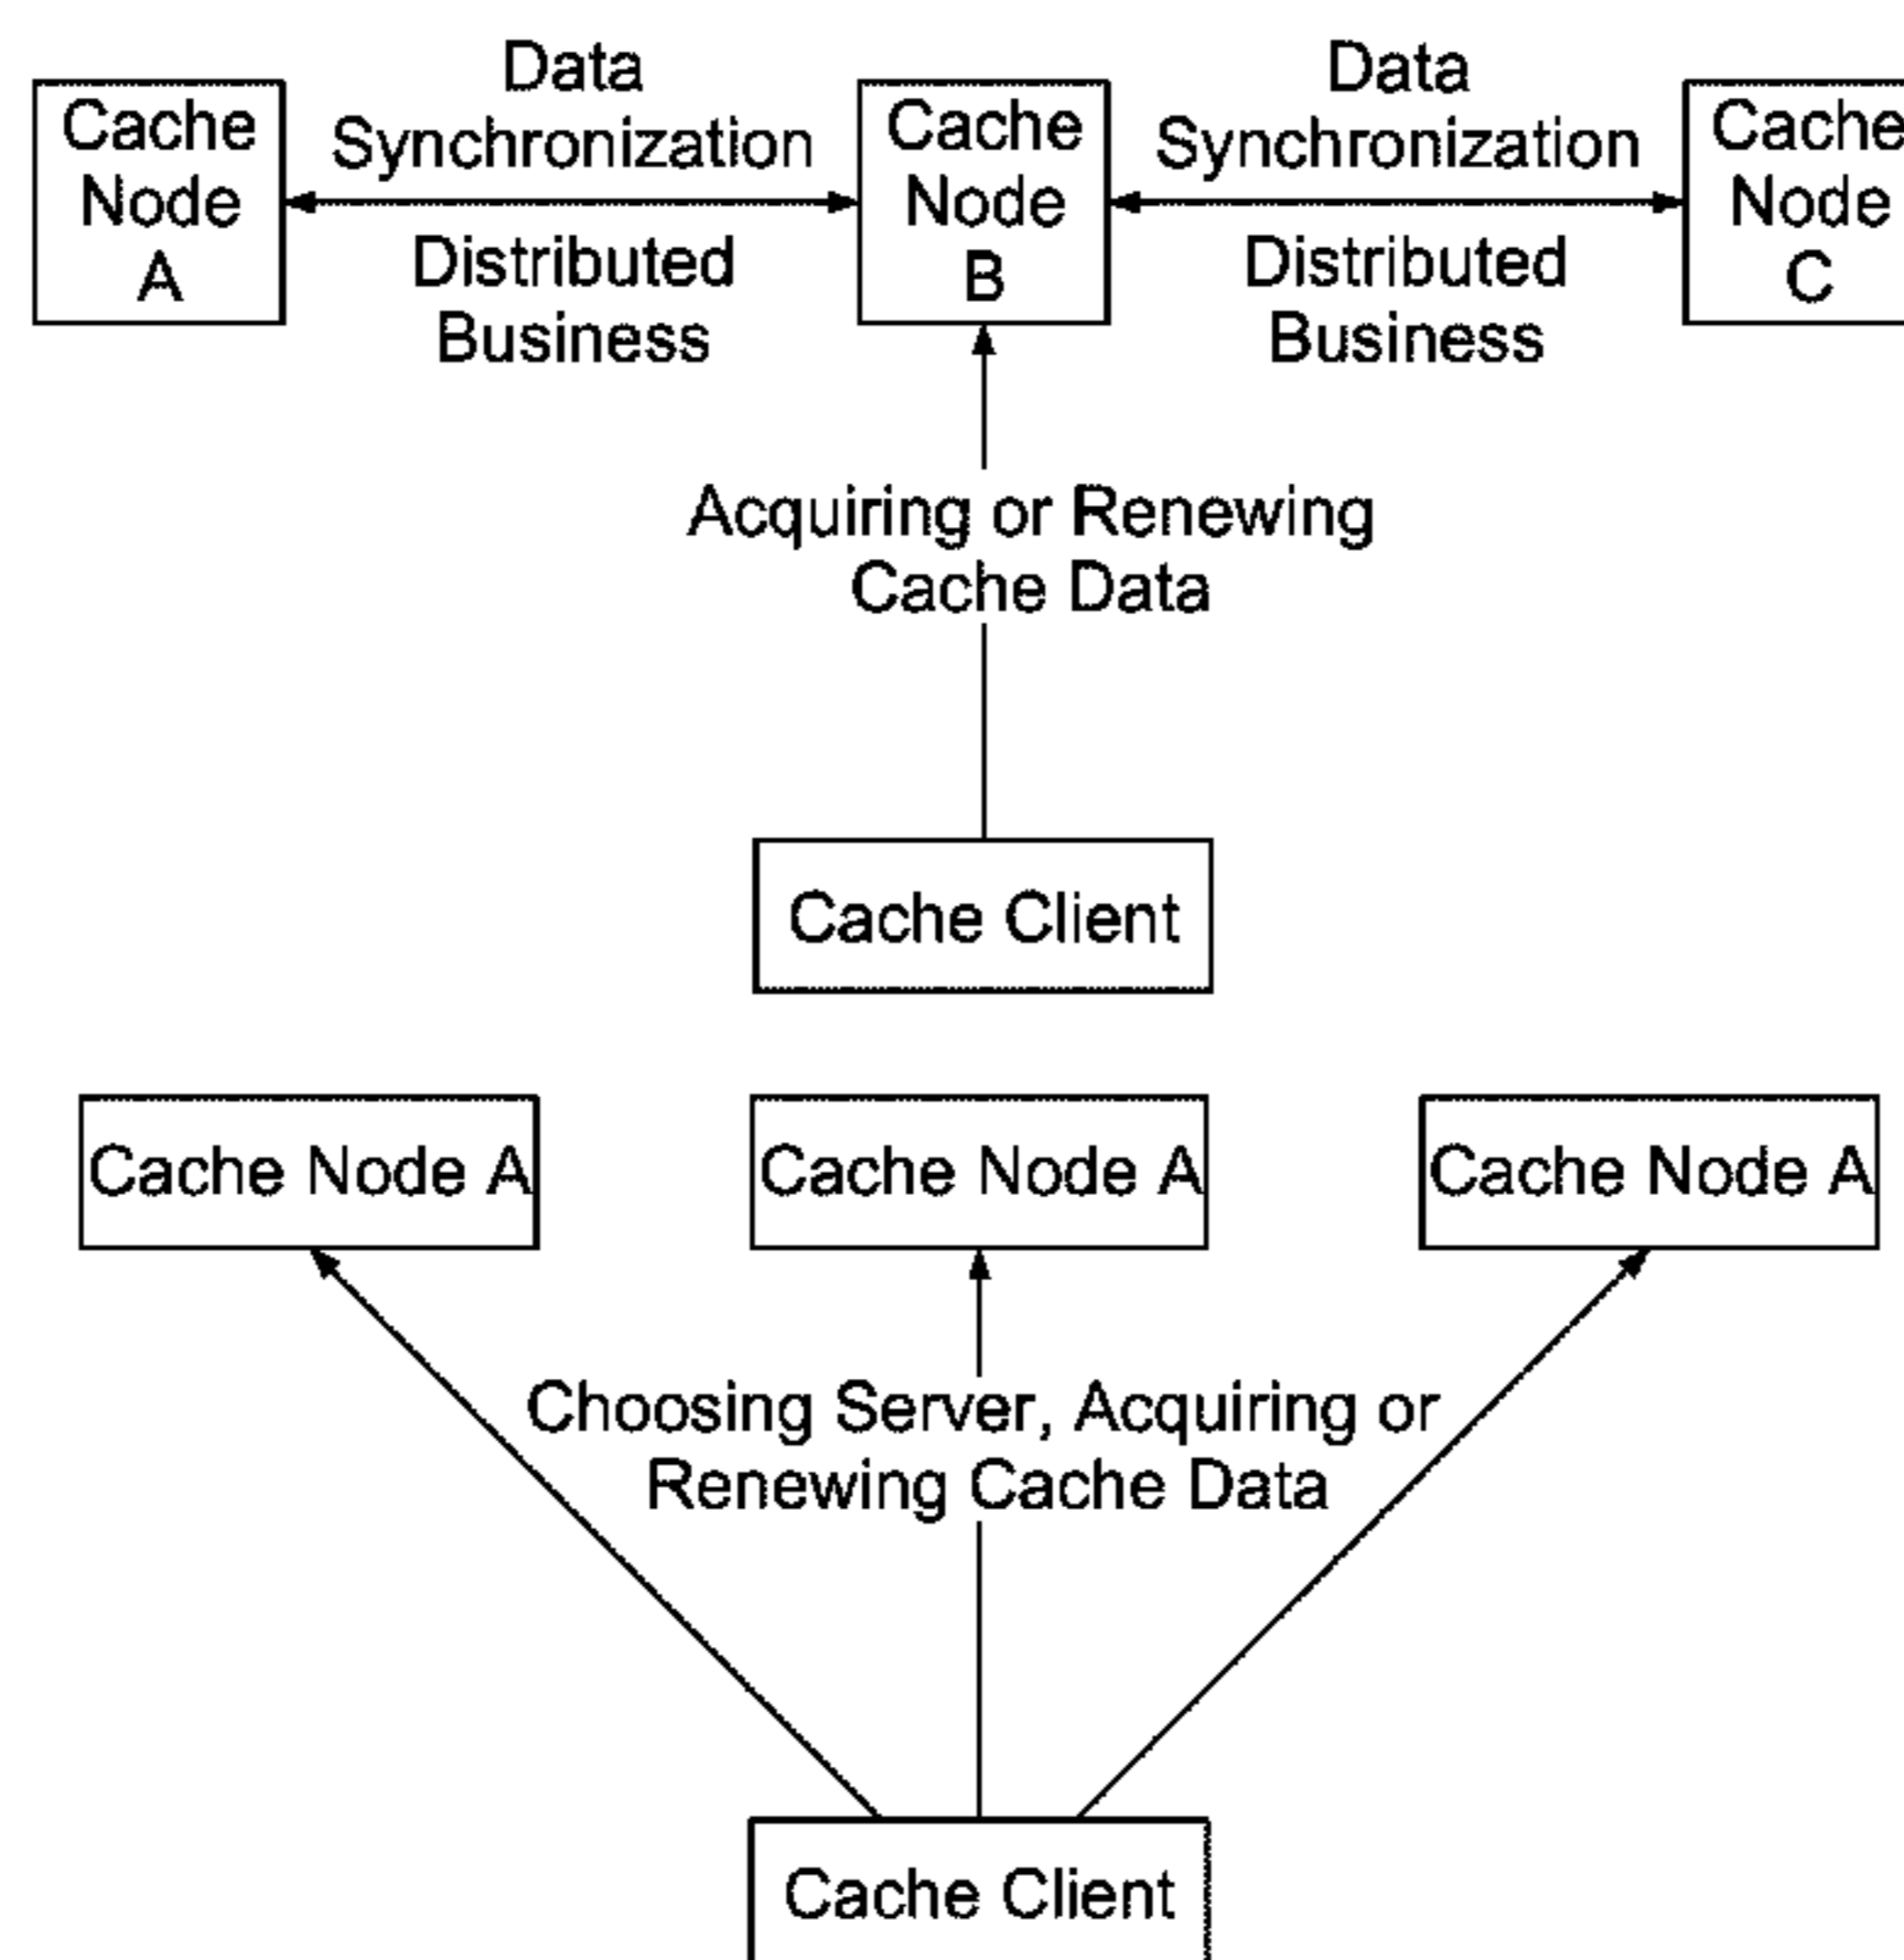 Cache
Node
A
Data
Synchronization
Distributed
Business
Cache
Node
B
Data
Synchronization
Distributed
Business
Cache
Node
C
Acquiring or Renewing
Cache Data
Cache Client
Cache Node A
Cache Node A
Cache Node A
Choosing Server, Acquiring or
Renewing Cache Data
Cache Client